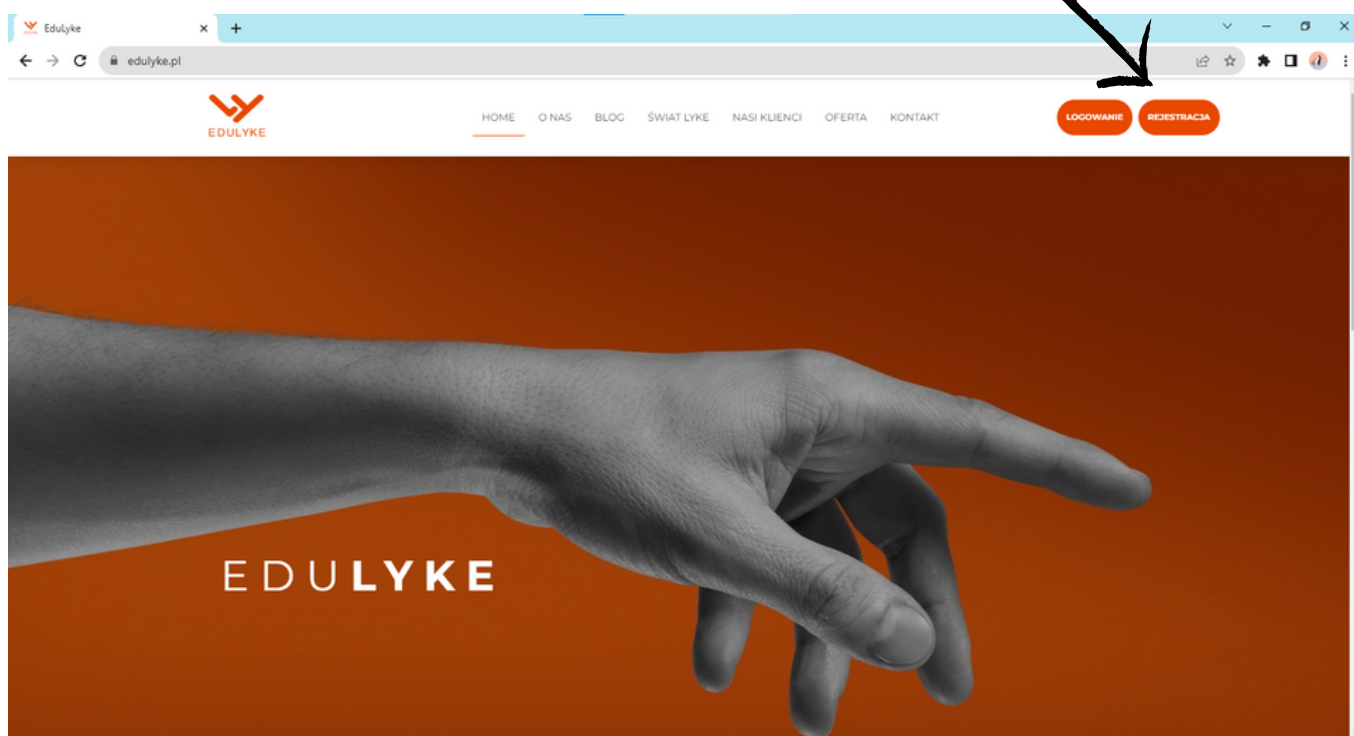 EduLyke
edulyke.pl
EDULYKE
HOME O NAS BLOG ŚWIAT LYKE NASI KLIENCI OFERTA KONTAKT
LOGOWANIE REJESTRACJA
EDULYKE